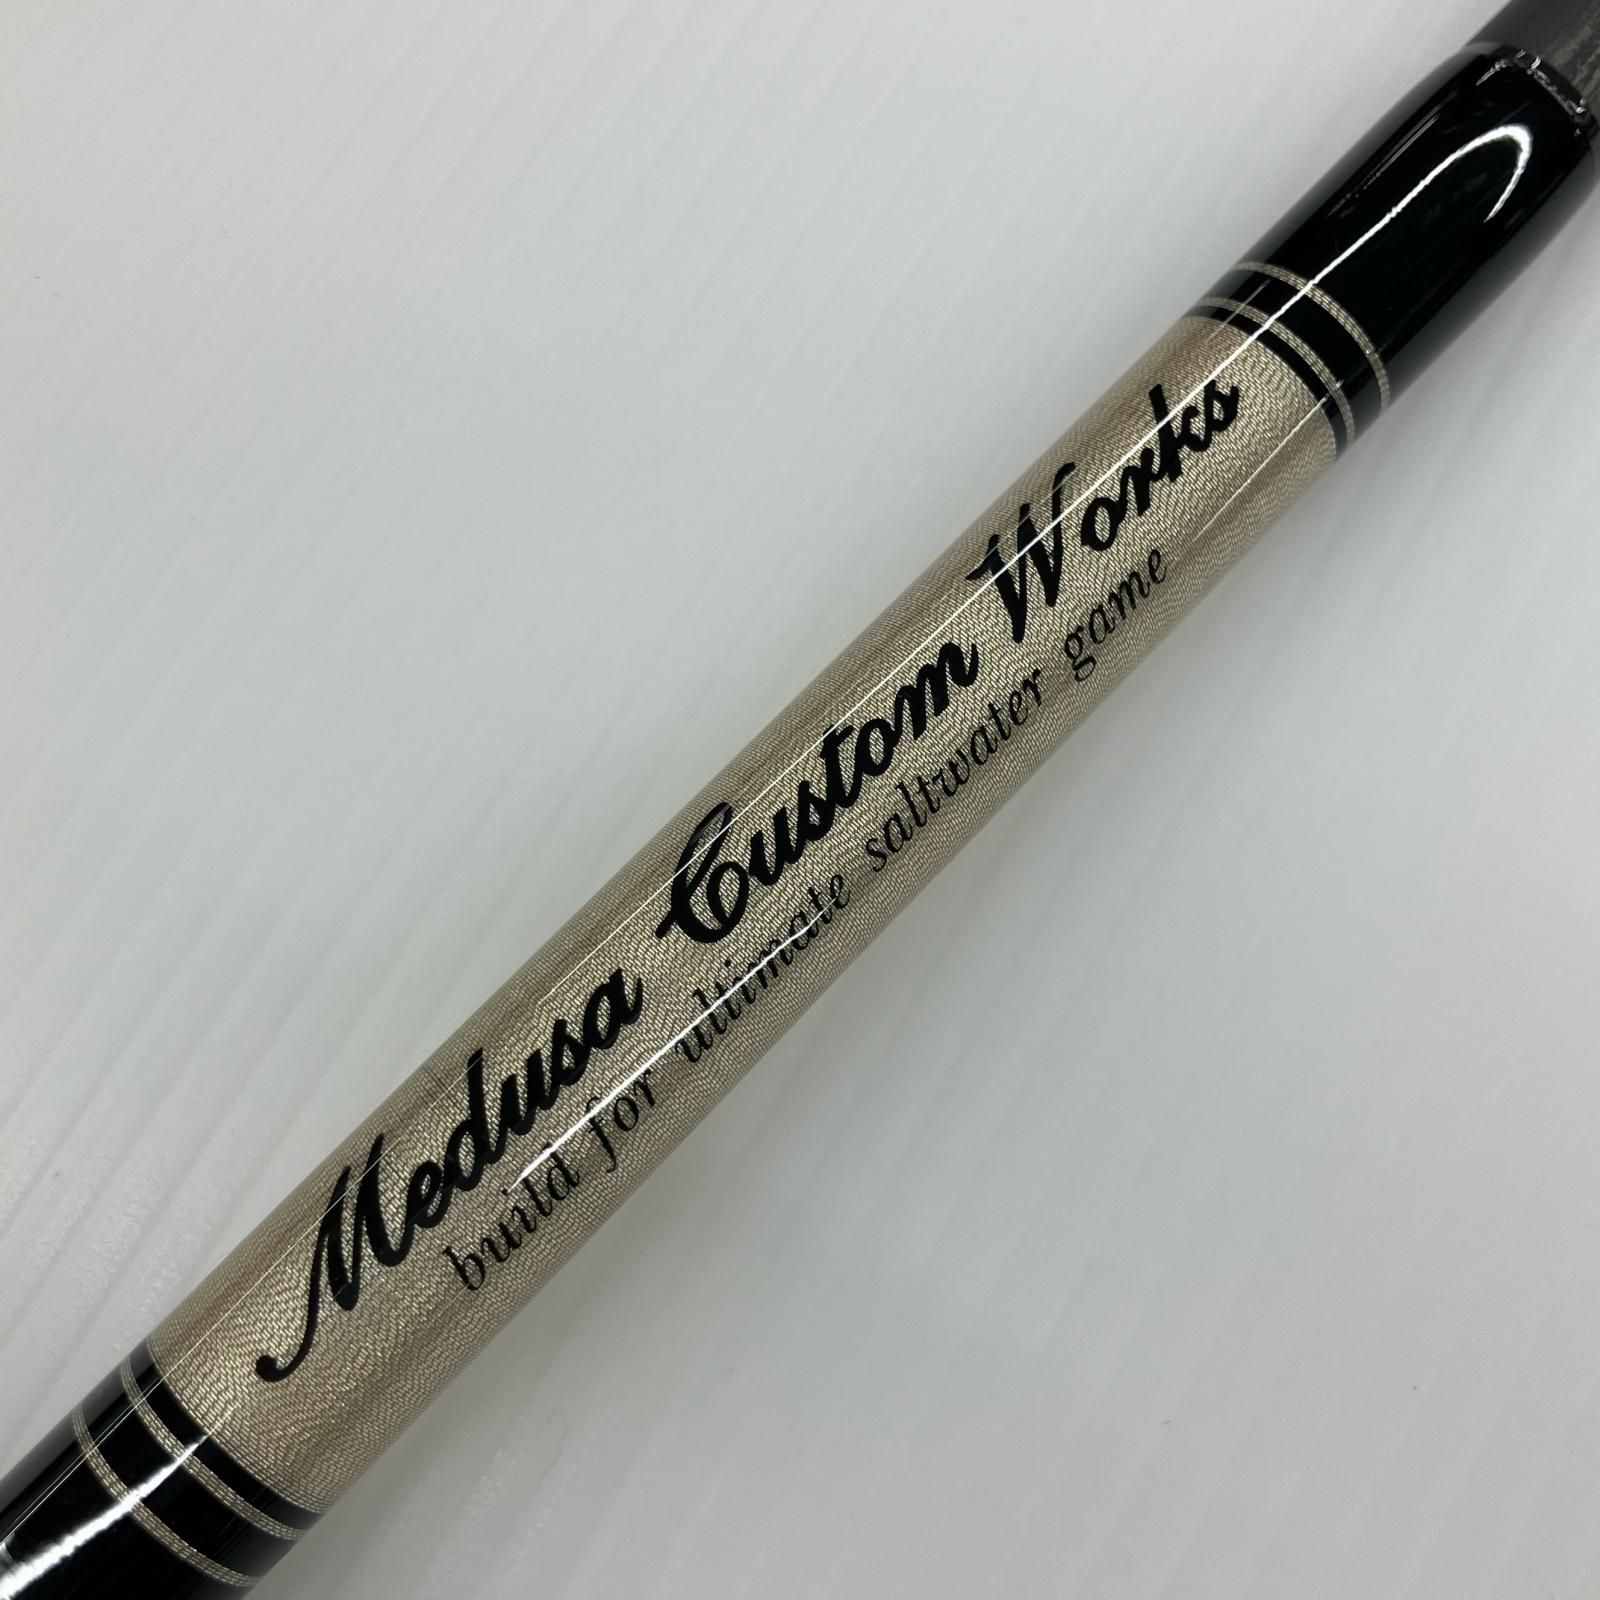 Medusa Custom Works
build for ultimate saltwater game